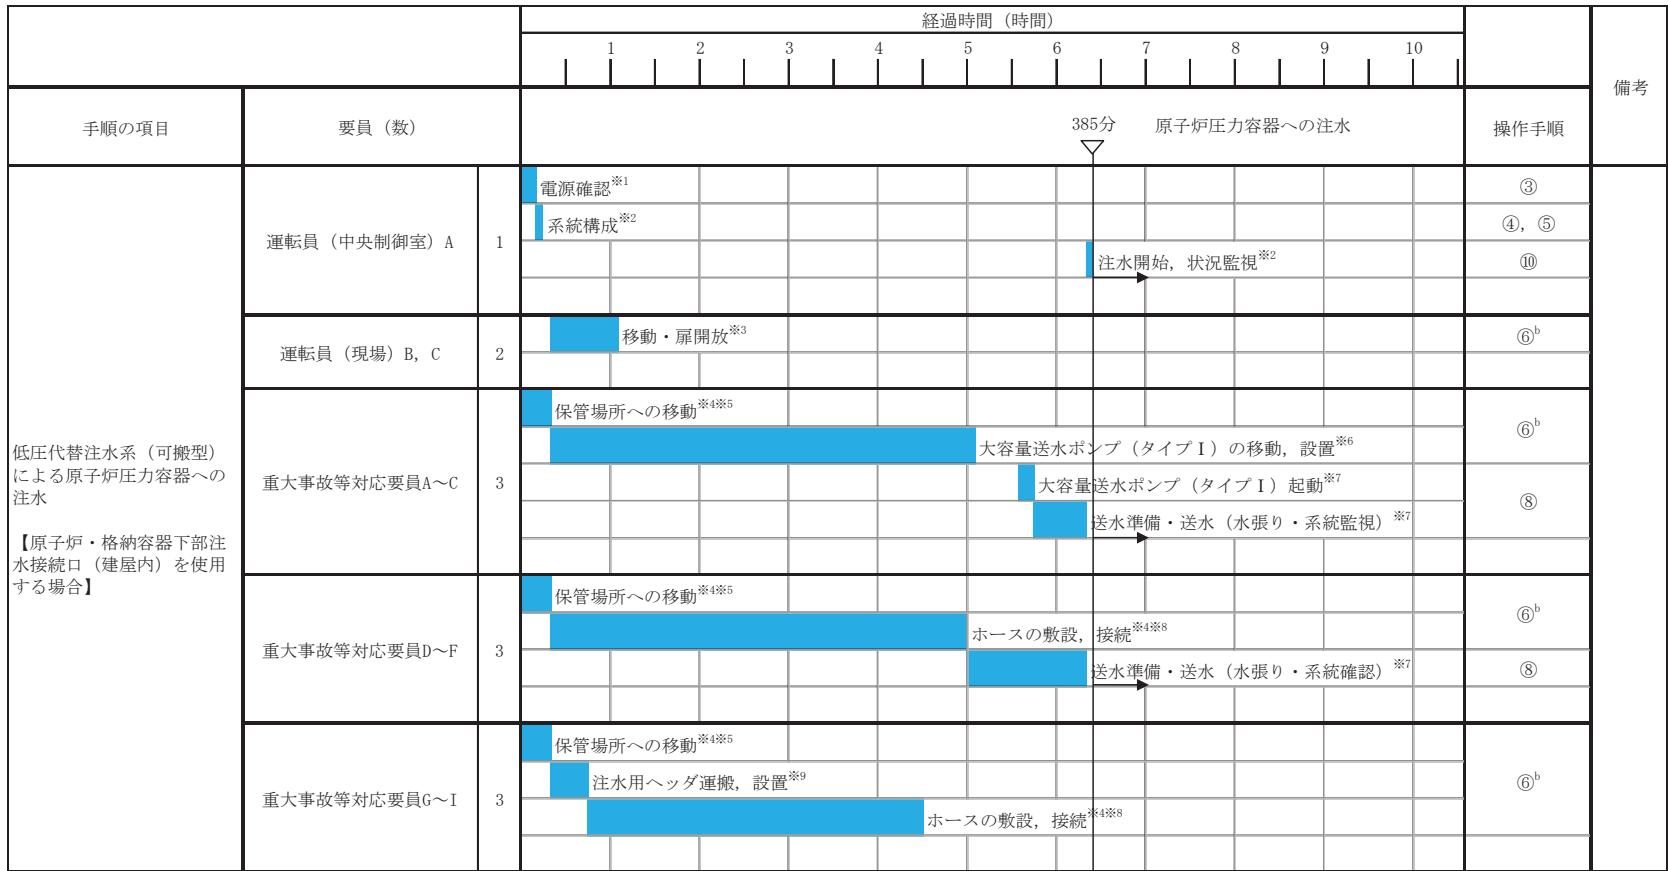 経過時間（時間）
1 2 3 4 5 6 7 8 9 10
備考
手順の項目
要員（数）
385分
原子炉圧力容器への注水
操作手順
低圧代替注水系（可搬型）
による原子炉圧力容器への
注水
【原子炉・格納容器下部注
水接続口（建屋内）を使用
する場合】
運転員（中央制御室）A
1
電源確認※1
③
系統構成※2
④，⑤
注水開始，状況監視※2
⑩
運転員（現場）B，C
2
移動・扉開放※3
⑥b
重大事故等対応要員A～C
3
保管場所への移動※4※5
大容量送水ポンプ（タイプⅠ）の移動，設置※6
⑥b
大容量送水ポンプ（タイプⅠ）起動※7
送水準備・送水（水張り・系統監視）※7
⑧
重大事故等対応要員D～F
3
保管場所への移動※4※5
ホースの敷設，接続※4※8
⑥b
送水準備・送水（水張り・系統確認）※7
⑧
重大事故等対応要員G～I
3
保管場所への移動※4※5
注水用ヘッダ運搬，設置※9
ホースの敷設，接続※4※8
⑥b